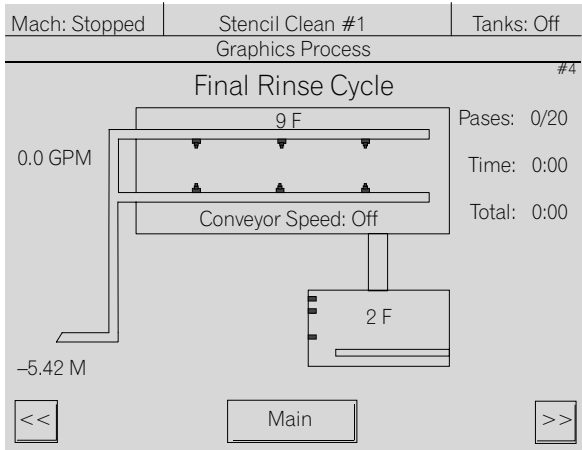 Mach: Stopped Stencil Clean #1 Tanks: Off
Graphics Process
#4
Final Rinse Cycle
9 F
Pases: 0/20
0.0 GPM
Time: 0:00
Total: 0:00
Conveyor Speed: Off
2 F
–5.42 M
<< Main >>